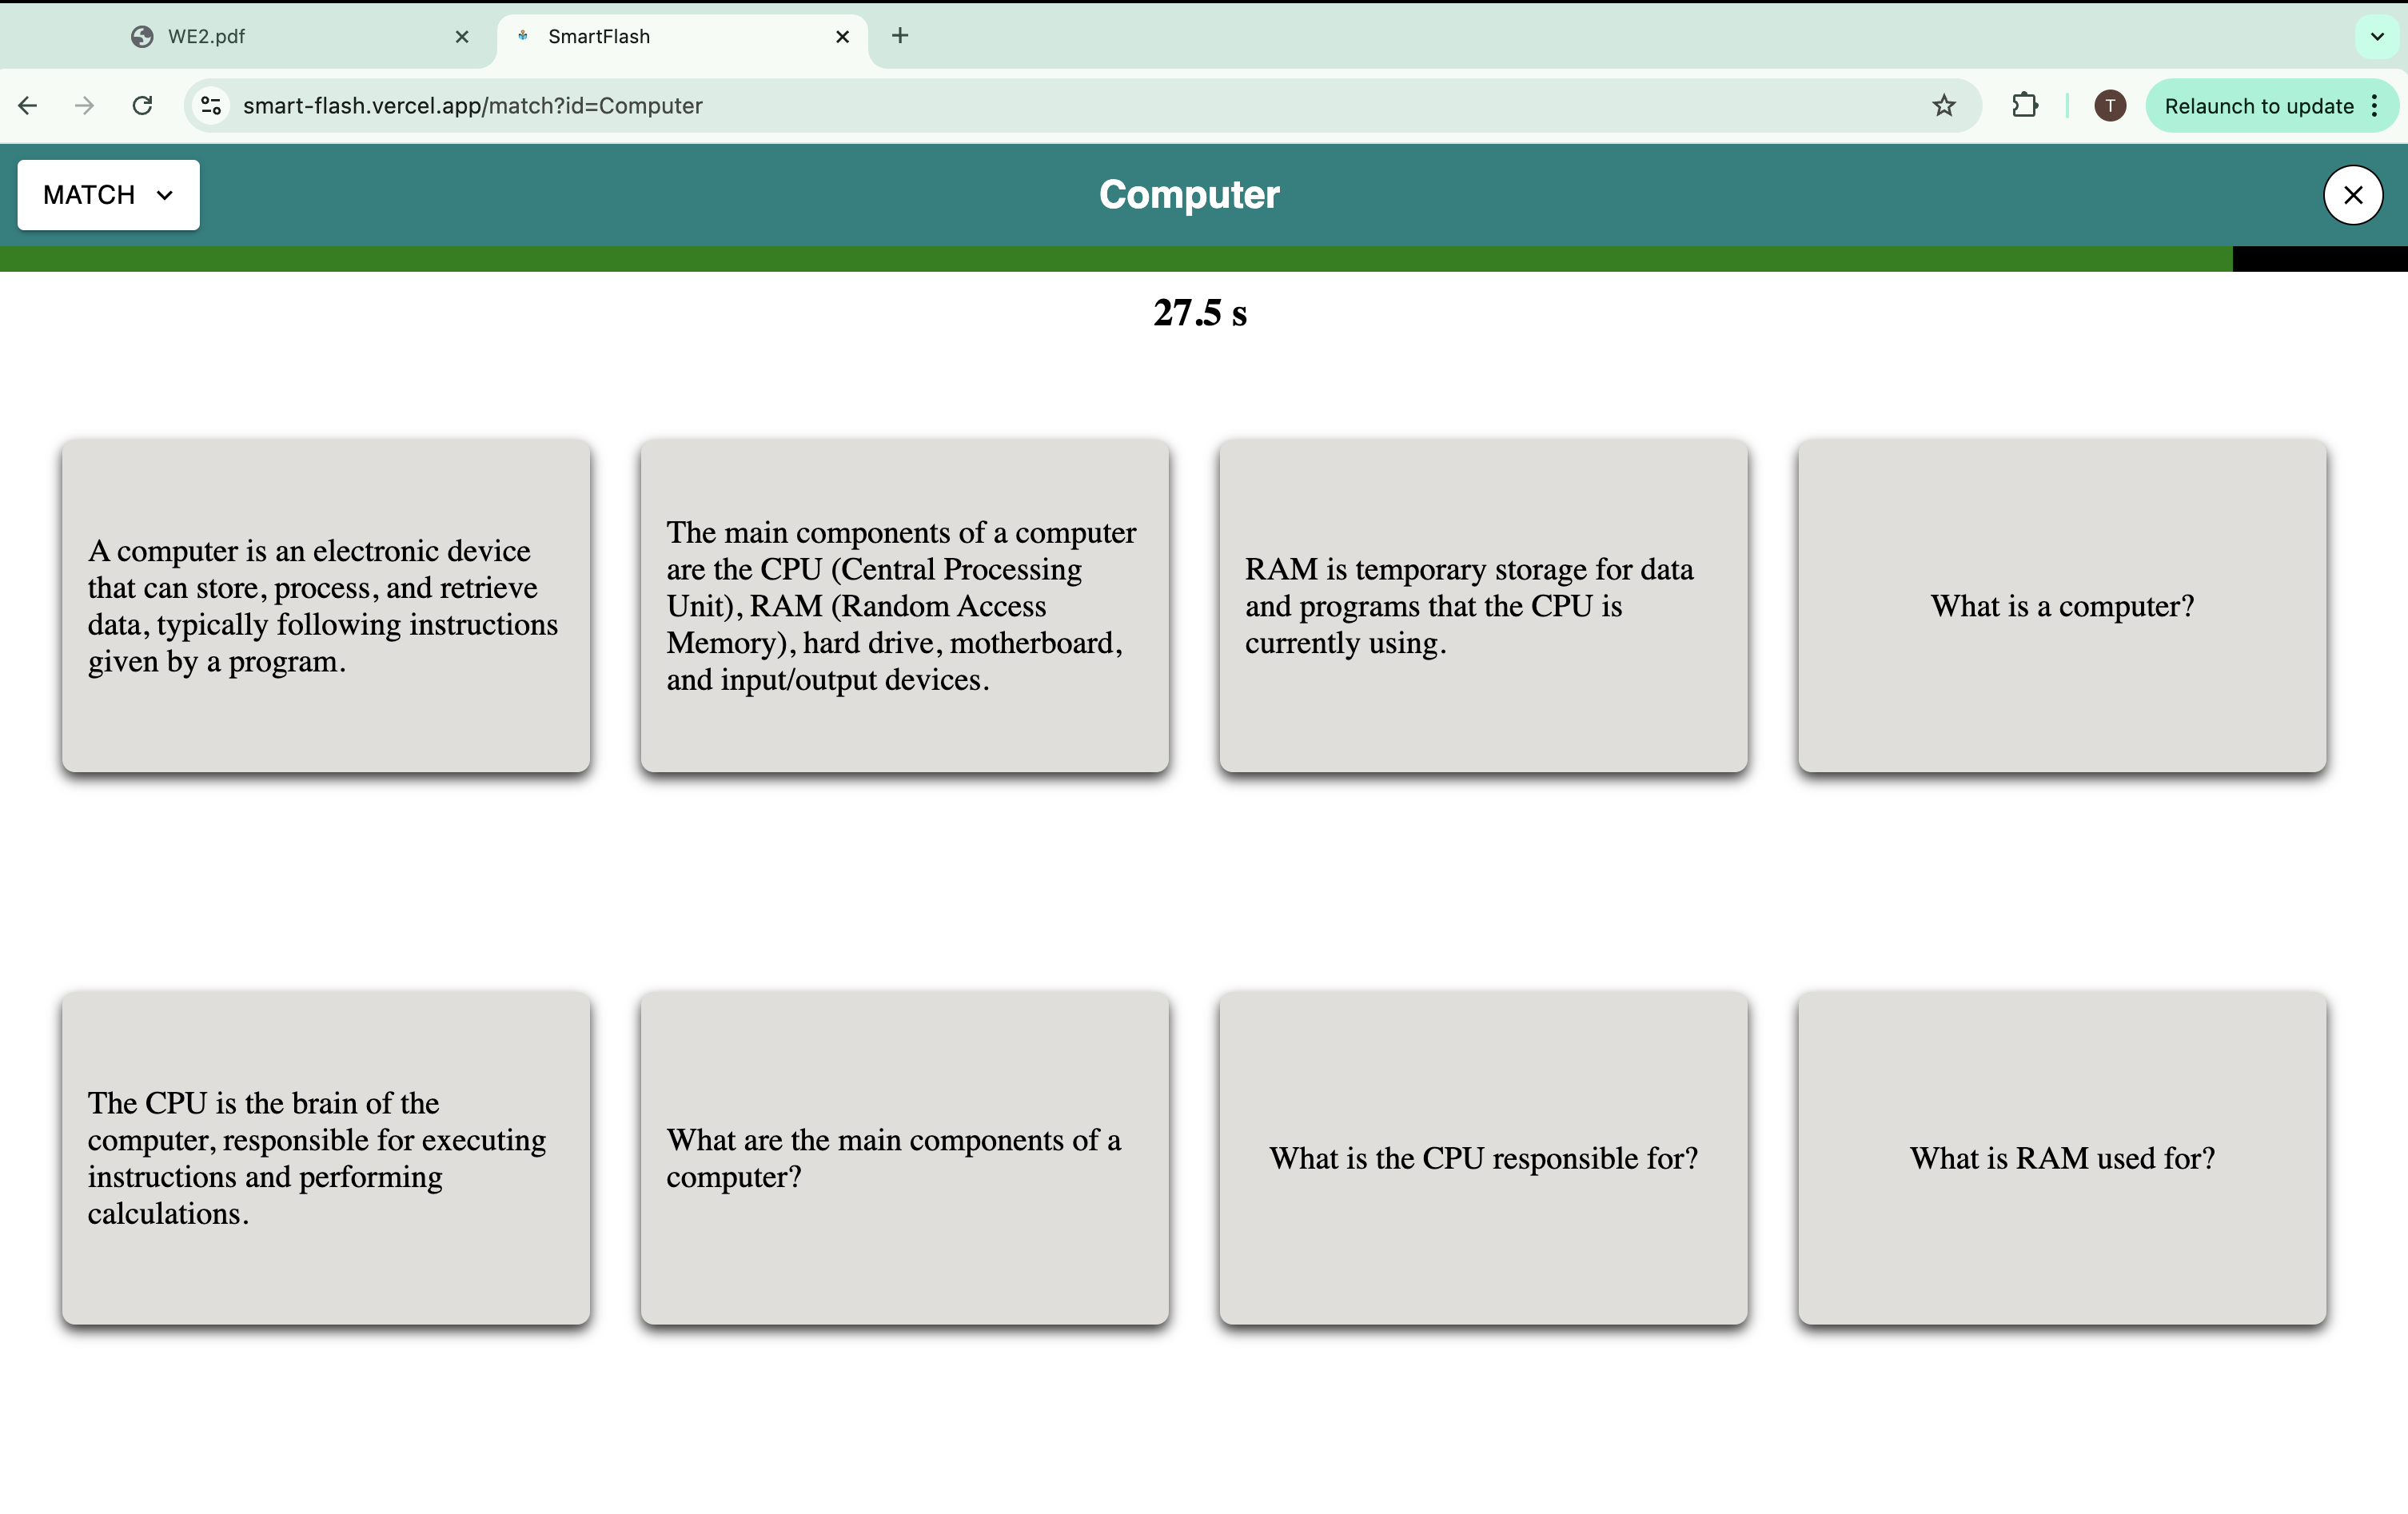 WE2.pdf
SmartFlash
smart-flash.vercel.app/match?id=Computer
T
Relaunch to update
MATCH
Computer
27.5 s
A computer is an electronic device
that can store, process, and retrieve
data, typically following instructions
given by a program.
The main components of a computer
are the CPU (Central Processing
Unit), RAM (Random Access
Memory), hard drive, motherboard,
and input/output devices.
RAM is temporary storage for data
and programs that the CPU is
currently using.
What is a computer?
The CPU is the brain of the
computer, responsible for executing
instructions and performing
calculations.
What are the main components of a
computer?
What is the CPU responsible for?
What is RAM used for?